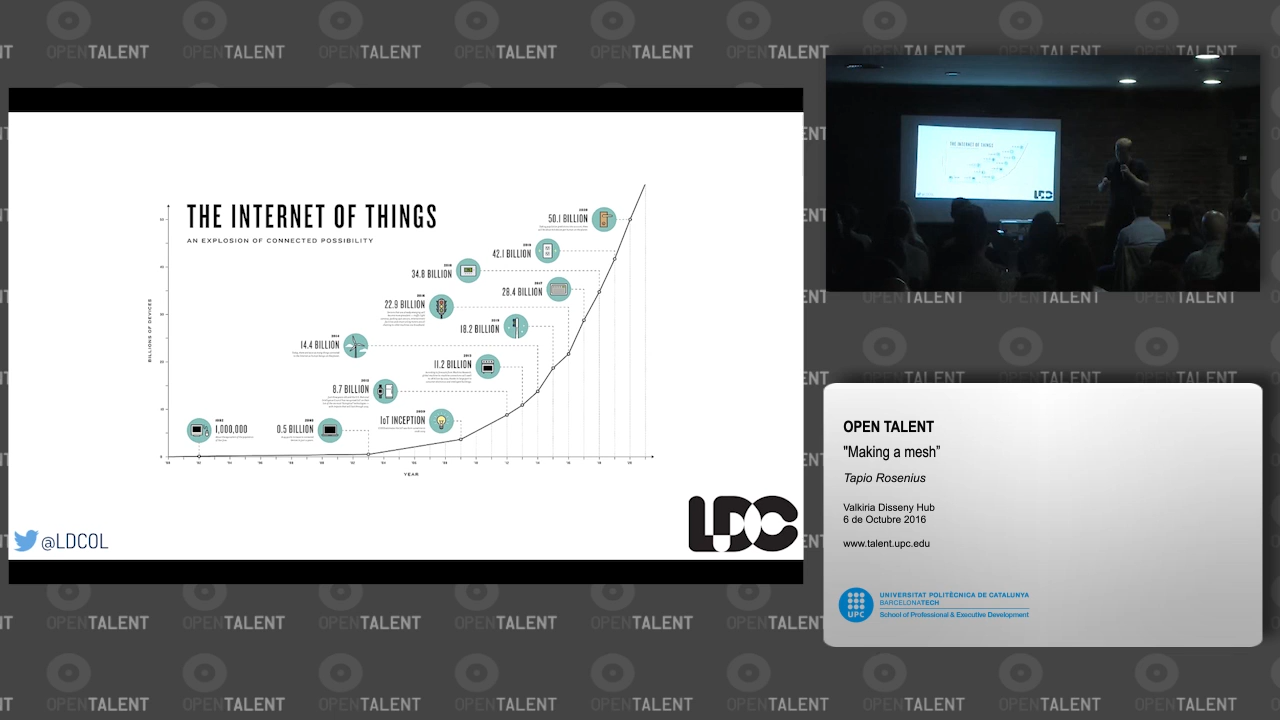 THE INTERNET OF THINGS
AN EXPLOSION OF CONNECTED POSSIBILITY
BILLIONS OF DEVICES
50.1 BILLION
42.1 BILLION
34.8 BILLION
28.4 BILLION
22.9 BILLION
18.2 BILLION
14.4 BILLION
11.2 BILLION
8.7 BILLION
IoT INCEPTION
0.5 BILLION
1,000,000
YEAR
@LDCOL
LDC
OPEN TALENT
"Making a mesh"
Tapio Rosenius
Valkiria Disseny Hub
6 de Octubre 2016
www.talent.upc.edu
UPC
UNIVERSITAT POLITÈCNICA DE CATALUNYA
BARCELONATECH
School of Professional & Executive Development
OPENTALENT